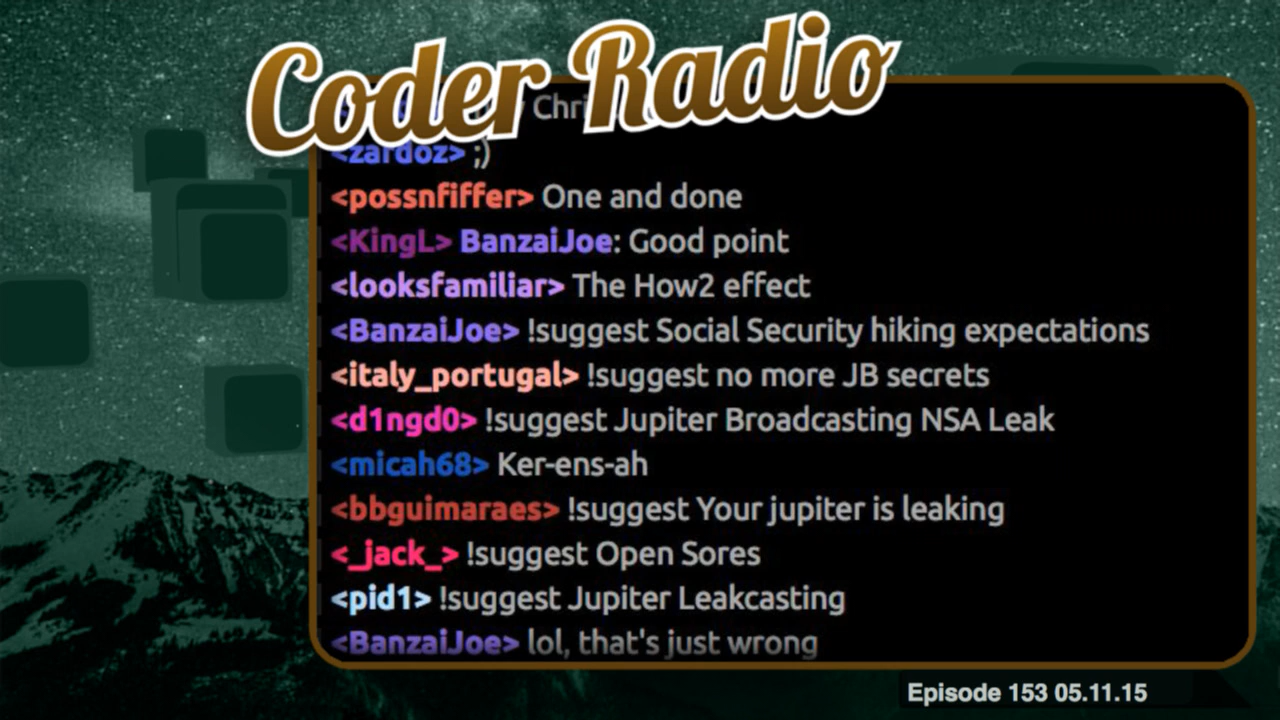 Coder Radio
Chri
<zardoz> ;)
<possnfiffer> One and done
<KingL> BanzaiJoe: Good point
<looksfamiliar> The How2 effect
<BanzaiJoe> !suggest Social Security hiking expectations
<italy_portugal> !suggest no more JB secrets
<d1ngd0> !suggest Jupiter Broadcasting NSA Leak
<micah68> Ker-ens-ah
<bbguimaraes> !suggest Your jupiter is leaking
<_jack_> !suggest Open Sores
<pid1> !suggest Jupiter Leakcasting
<BanzaiJoe> lol, that's just wrong
Episode 153 05.11.15